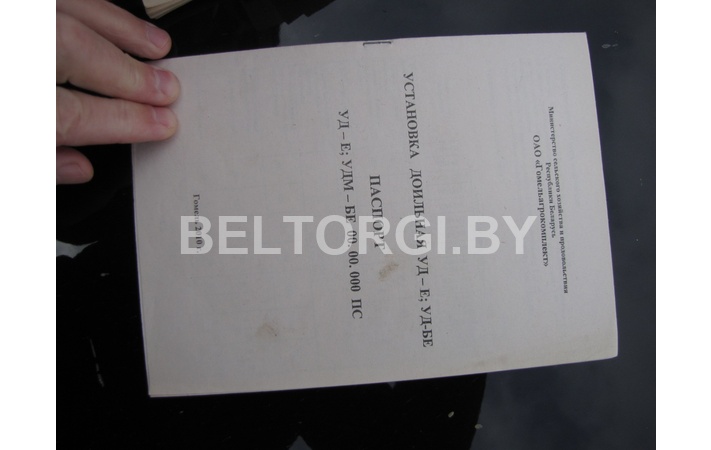 Министерство сельского хозяйства и продовольствия
Республики Беларусь
ОАО «Гомельагрокомплект»
УСТАНОВКА ДОИЛЬНАЯ УД – Е; УД-БЕ
ПАСПОРТ
УД – Е; УДМ – БЕ 00. 00. 000 ПС
BELTORGI.BY